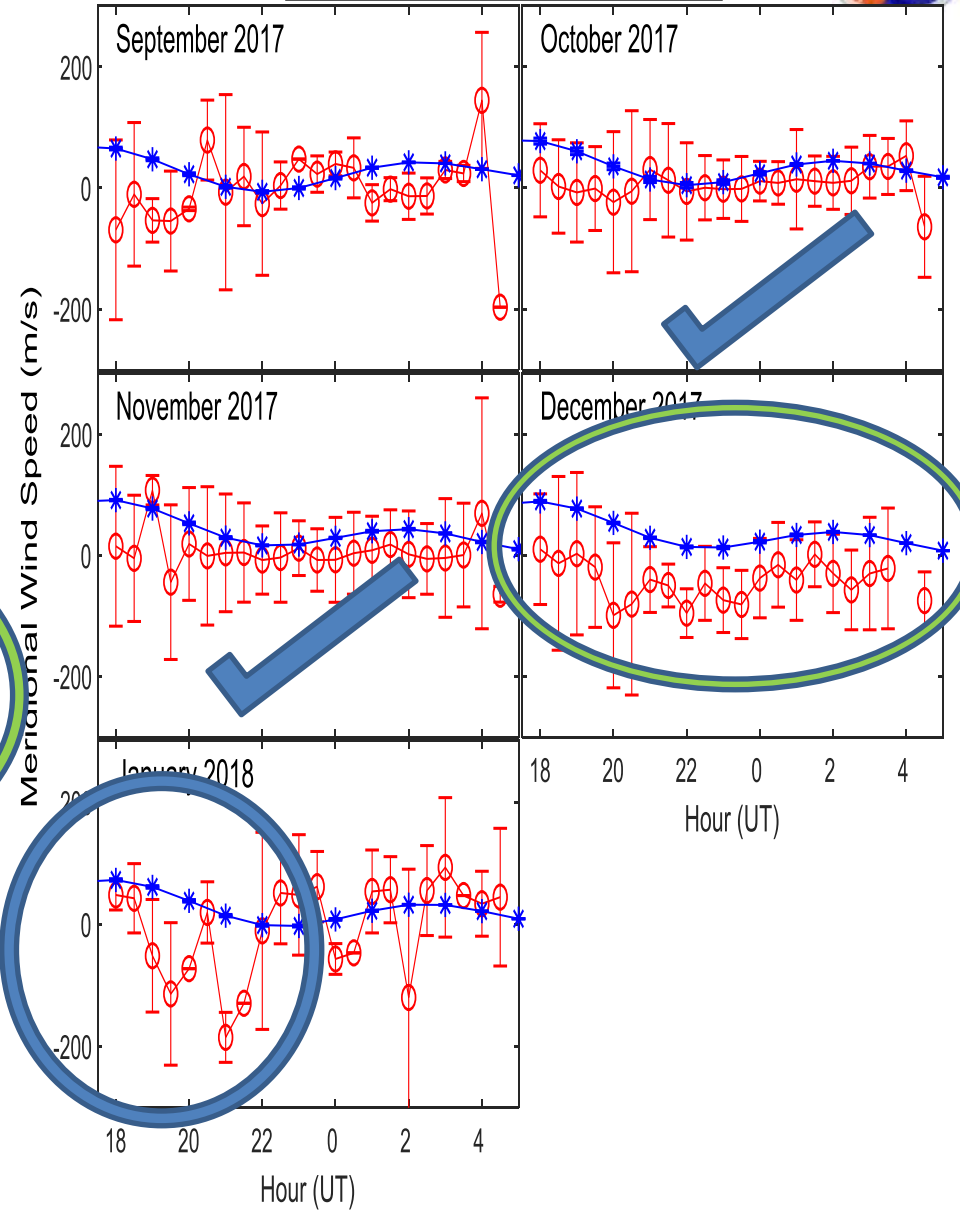 September 2017
October 2017
200
0
-200
November 2017
December 2017
200
0
-200
Meridional Wind Speed (m/s)
18 20 22 0 2 4
Hour (UT)
January 2018
200
0
-200
18 20 22 0 2 4
Hour (UT)